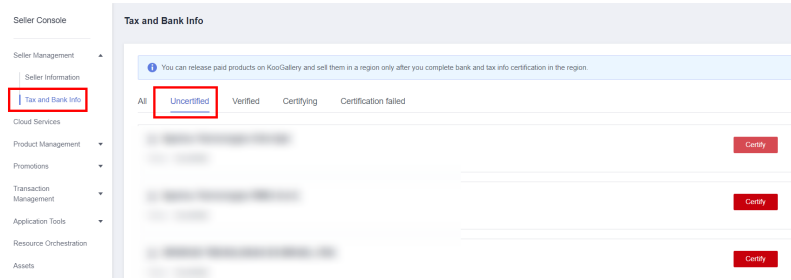 Seller Console
Tax and Bank Info
Seller Management
You can release paid products on KooGallery and sell them in a region only after you complete bank and tax info certification in the region.
Seller Information
Tax and Bank Info
All Uncertified Verified Certifying Certification failed
Cloud Services
Product Management
Certify
Promotions
Transaction
Management
Certify
Application Tools
Resource Orchestration
Certify
Assets